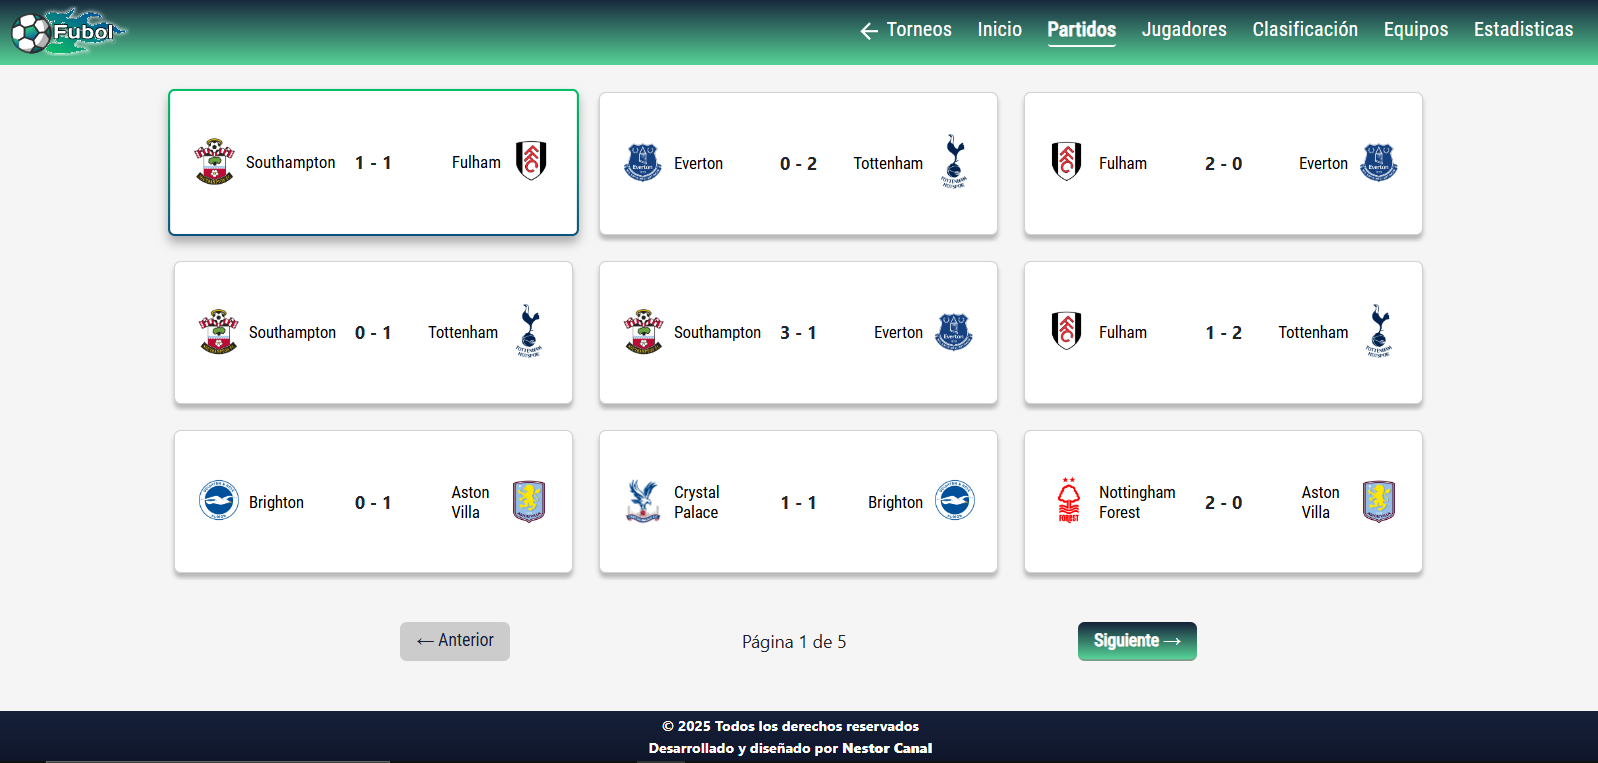 Fubol
← Torneos Inicio Partidos Jugadores Clasificación Equipos Estadisticas
Southampton 1 - 1 Fulham
Everton 0 - 2 Tottenham
Fulham 2 - 0 Everton
Southampton 0 - 1 Tottenham
Southampton 3 - 1 Everton
Fulham 1 - 2 Tottenham
Brighton 0 - 1 Aston
Villa
Crystal
Palace 1 - 1 Brighton
Nottingham
Forest 2 - 0 Aston
Villa
← Anterior
Página 1 de 5
Siguiente →
© 2025 Todos los derechos reservados
Desarrollado y diseñado por Nestor Canal